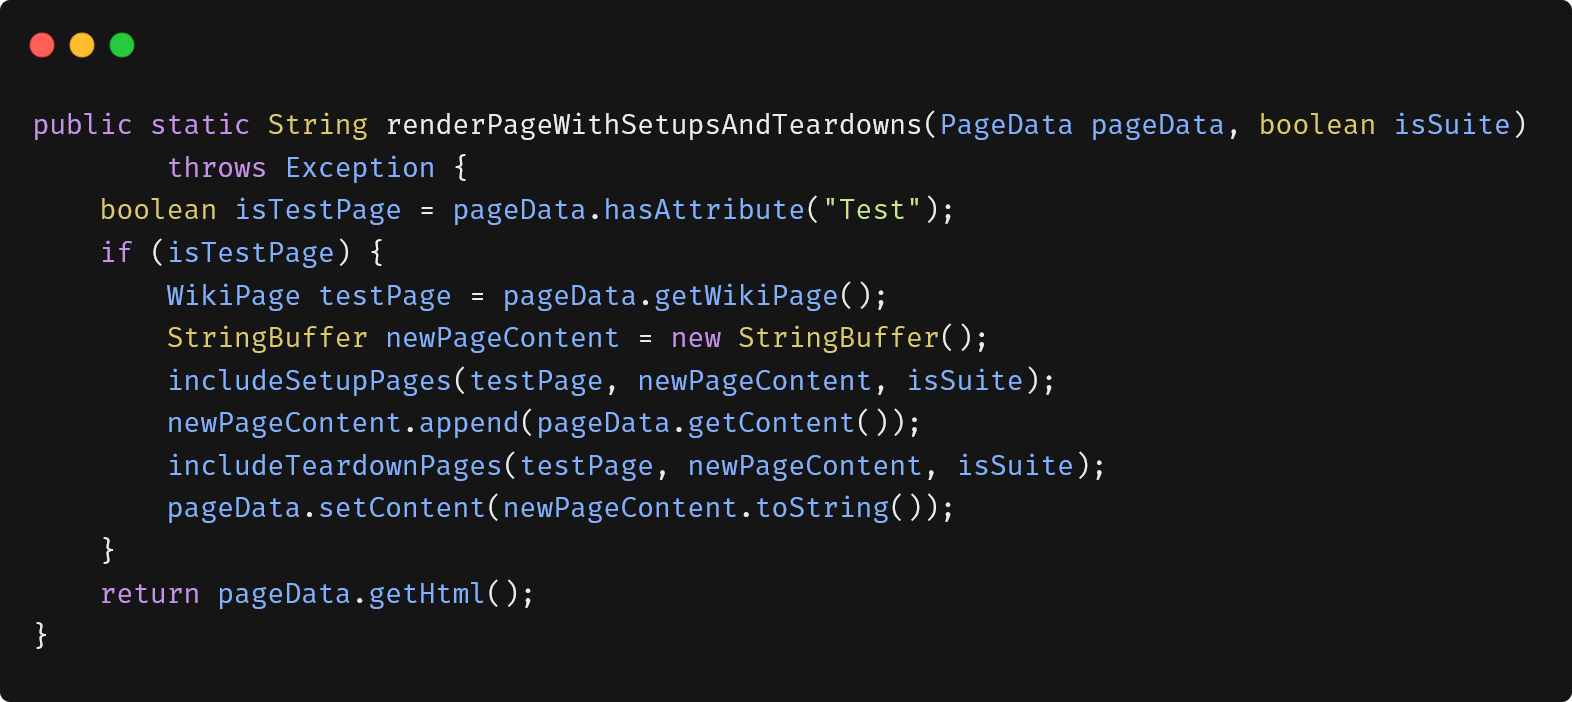 public static String renderPageWithSetupsAndTeardowns(PageData pageData, boolean isSuite)
        throws Exception {
    boolean isTestPage = pageData.hasAttribute("Test");
    if (isTestPage) {
        WikiPage testPage = pageData.getWikiPage();
        StringBuffer newPageContent = new StringBuffer();
        includeSetupPages(testPage, newPageContent, isSuite);
        newPageContent.append(pageData.getContent());
        includeTeardownPages(testPage, newPageContent, isSuite);
        pageData.setContent(newPageContent.toString());
    }
    return pageData.getHtml();
}